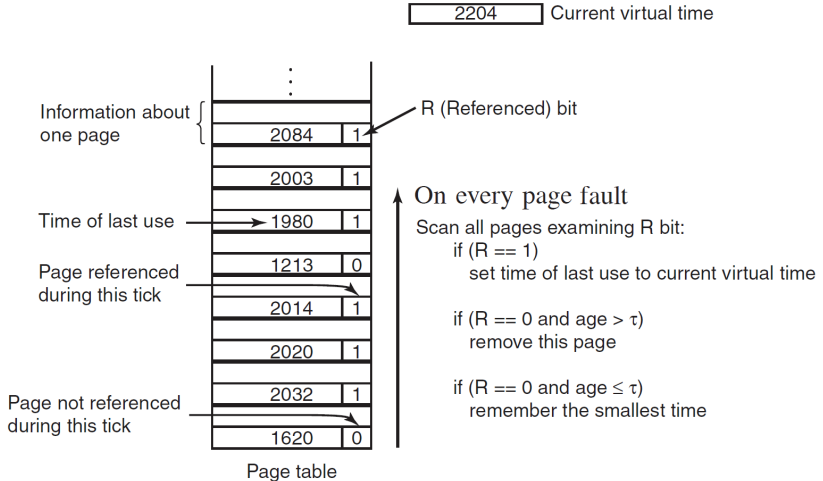 2204 Current virtual time
Information about
one page
2084 1
R (Referenced) bit
2003 1
On every page fault
Time of last use
1980 1
Scan all pages examining R bit:
if (R == 1)
set time of last use to current virtual time
1213 0
Page referenced
during this tick
2014 1
if (R == 0 and age > τ)
remove this page
2020 1
2032 1
if (R == 0 and age ≤ τ)
remember the smallest time
Page not referenced
during this tick
1620 0
Page table